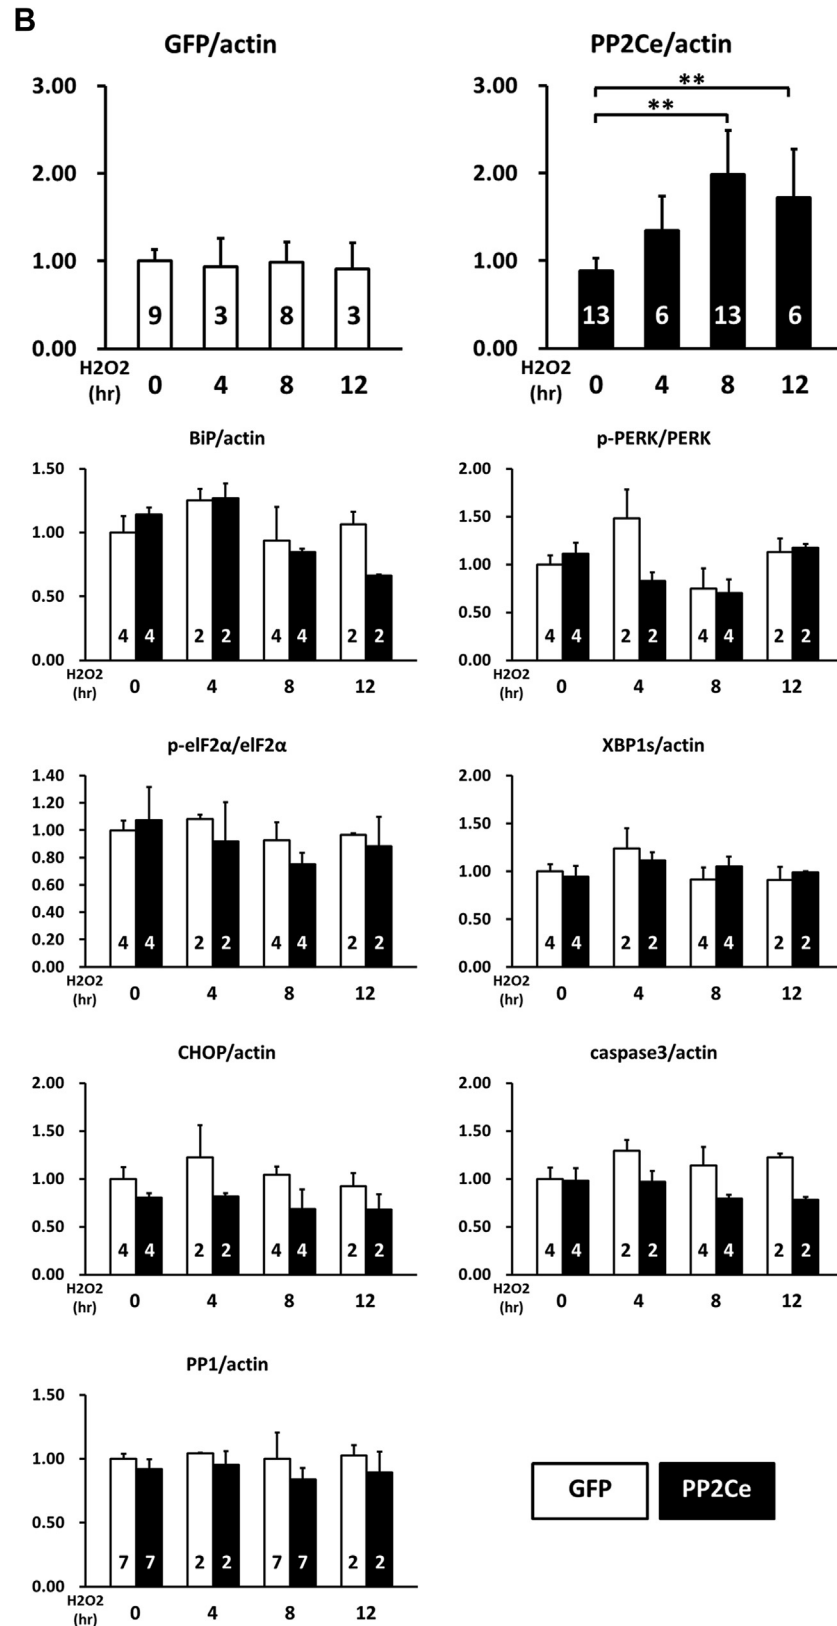 B
GFP/actin
3.00
2.00
1.00
0.00
9 3 8 3
H2O2
(hr) 0 4 8 12
PP2Ce/actin
3.00
2.00
1.00
0.00
**
**
13 6 13 6
H2O2
(hr) 0 4 8 12
BiP/actin
1.50
1.00
0.50
0.00
4 4 2 2 4 4 2 2
H2O2
(hr) 0 4 8 12
p-PERK/PERK
2.00
1.50
1.00
0.50
0.00
4 4 2 2 4 4 2 2
H2O2
(hr) 0 4 8 12
p-eIF2α/eIF2α
1.40
1.20
1.00
0.80
0.60
0.40
0.20
0.00
4 4 2 2 4 4 2 2
H2O2
(hr) 0 4 8 12
XBP1s/actin
2.00
1.50
1.00
0.50
0.00
4 4 2 2 4 4 2 2
H2O2
(hr) 0 4 8 12
CHOP/actin
2.00
1.50
1.00
0.50
0.00
4 4 2 2 4 4 2 2
H2O2
(hr) 0 4 8 12
caspase3/actin
2.00
1.50
1.00
0.50
0.00
4 4 2 2 4 4 2 2
H2O2
(hr) 0 4 8 12
PP1/actin
1.50
1.00
0.50
0.00
7 7 2 2 7 7 2 2
H2O2
(hr) 0 4 8 12
GFP PP2Ce